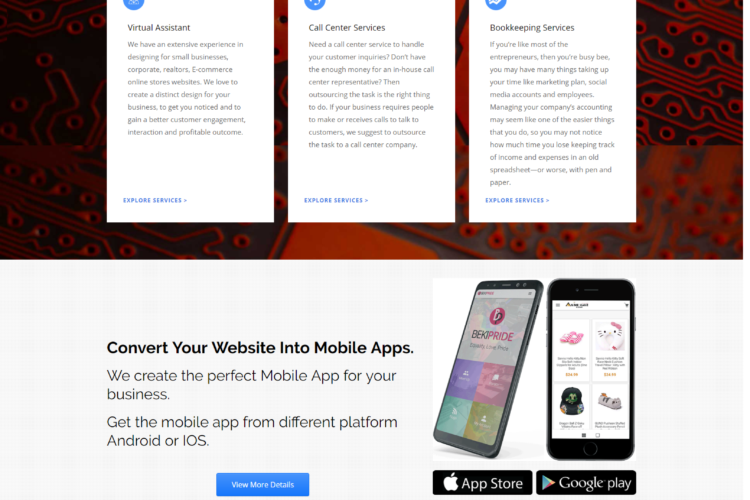 Virtual Assistant
We have an extensive experience in
designing for small businesses,
corporate, realtors, E-commerce
online stores websites. We love to
create a distinct design for your
business, to get you noticed and to
gain a better customer engagement,
interaction and profitable outcome.
EXPLORE SERVICES >
Call Center Services
Need a call center service to handle
your customer inquiries? Don't have
the enough money for an in-house call
center representative? Then
outsourcing the task is the right thing
to do. If your business requires people
to make or receives calls to talk to
customers, we suggest to outsource
the task to a call center company.
EXPLORE SERVICES >
Bookkeeping Services
If you're like most of the
entrepreneurs, then you're busy bee,
you may have many things taking up
your time like marketing plan, social
media accounts and employees.
Managing your company's accounting
may seem like one of the easier things
that you do, so you may not notice
how much time you lose keeping track
of income and expenses in an old
spreadsheet—or worse, with pen and
paper.
EXPLORE SERVICES >
Convert Your Website Into Mobile Apps.
We create the perfect Mobile App for your
business.
Get the mobile app from different platform
Android or IOS.
View More Details
BEKIPRIDE
$14.99
$14.99
App Store
Google play